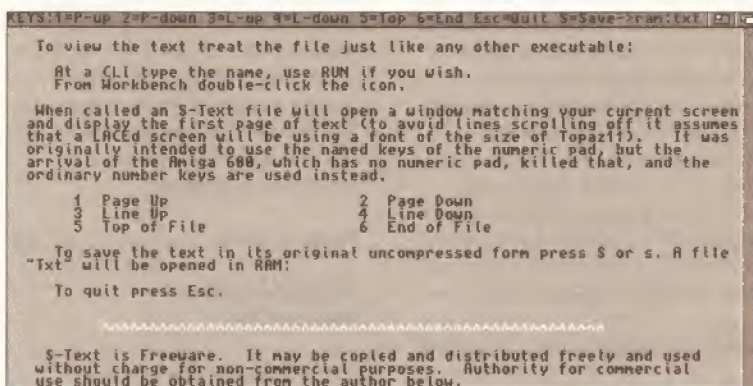 KEYS:1=P-up 2=P-down 3=L-up 4=L-down 5=Top 6=End Esc=Quit S=Save->ram:txt
To view the text treat the file just like any other executable:
At a CLI type the name, use RUN if you wish.
From Workbench double-click the icon.
When called an S-Text file will open a window matching your current screen
and display the first page of text (to avoid lines scrolling off it assumes
that a LACEd screen will be using a font of the size of Topaz11). It was
originally intended to use the named keys of the numeric pad, but the
arrival of the Amiga 600, which has no numeric pad, killed that, and the
ordinary number keys are used instead.
1 Page Up 2 Page Down
3 Line Up 4 Line Down
5 Top of File 6 End of File
To save the text in its original uncompressed form press S or s. A file
"Txt" will be opened in RAM:
To quit press Esc.
S-Text is Freeware. It may be copied and distributed freely and used
without charge for non-commercial purposes. Authority for commercial
use should be obtained from the author below.